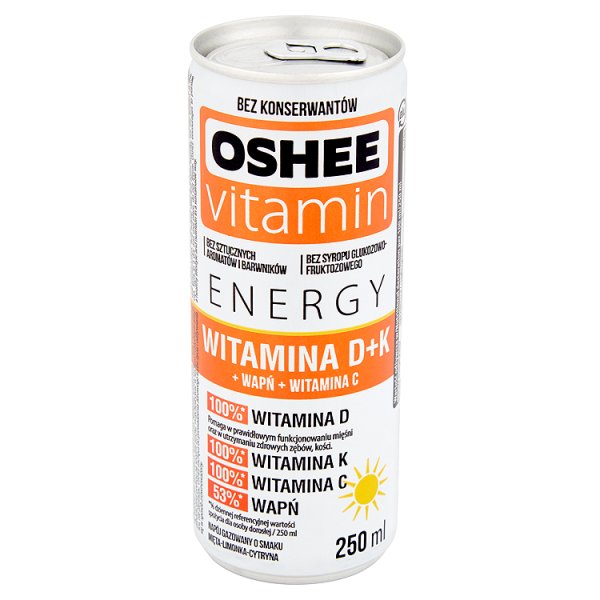 BEZ KONSERWANTÓW
OSHEE
vitamin
BEZ SZTUCZNYCH
AROMATÓW I BARWNIKÓW
BEZ SYROPU GLUKOZOWO-
FRUKTOZOWEGO
ENERGY
WITAMINA D+K
+ WAPŃ + WITAMINA C
100%* WITAMINA D
Pomaga w prawidłowym funkcjonowaniu mięśni
oraz w utrzymaniu zdrowych zębów, kości.
100%* WITAMINA K
100%* WITAMINA C
53%* WAPŃ
*% dziennej referencyjnej wartości
spożycia dla osoby dorosłej / 250 ml
NAPÓJ GAZOWANY O SMAKU
MIĘTA-LIMONKA-CYTRYNA
250 ml